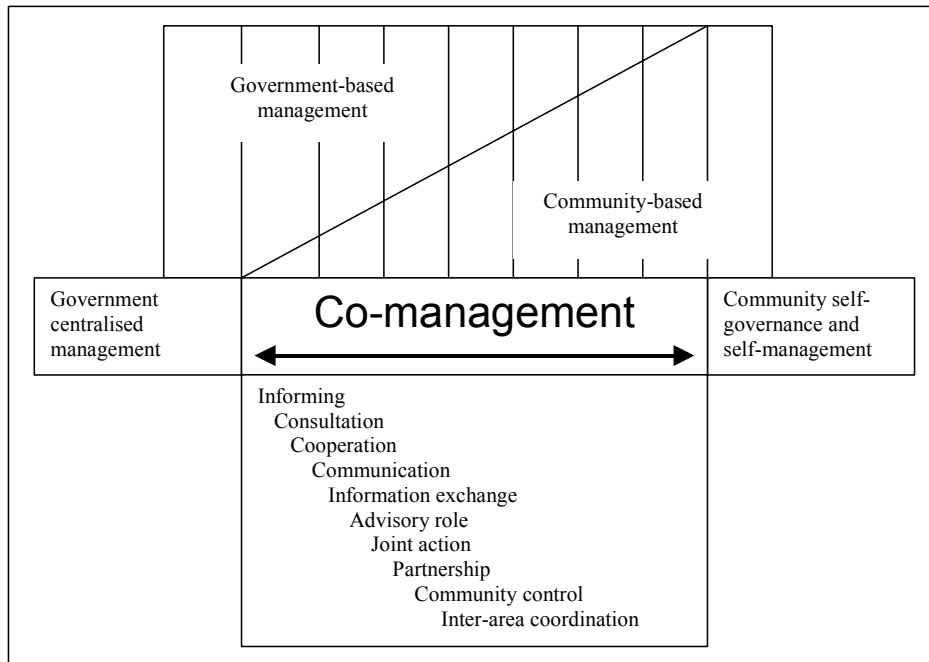 Government-based
management
Community-based
management
Government
centralised
management
Co-management
Community self-
governance and
self-management
Informing
Consultation
Cooperation
Communication
Information exchange
Advisory role
Joint action
Partnership
Community control
Inter-area coordination